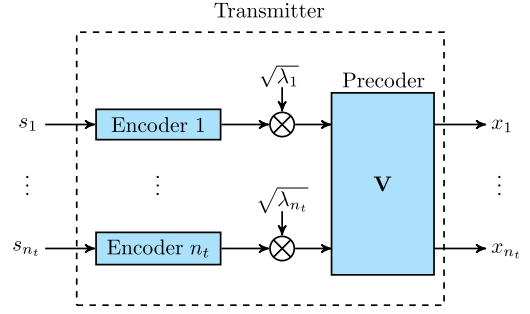 Transmitter
√λ₁
Precoder
s₁ Encoder 1 x₁
⋮ ⋮ V ⋮
√λₙₜ
sₙₜ Encoder nₜ xₙₜ